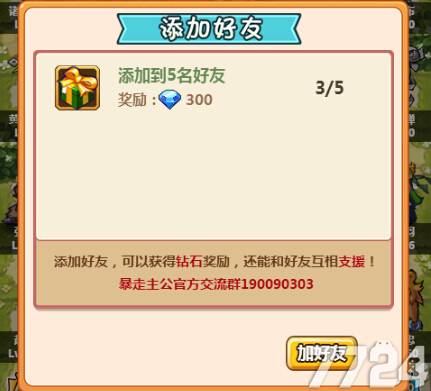 添加好友
添加到5名好友
奖励：300
3/5
添加好友，可以获得钻石奖励，还能和好友互相支援！
暴走主公官方交流群190090303
加好友
7724